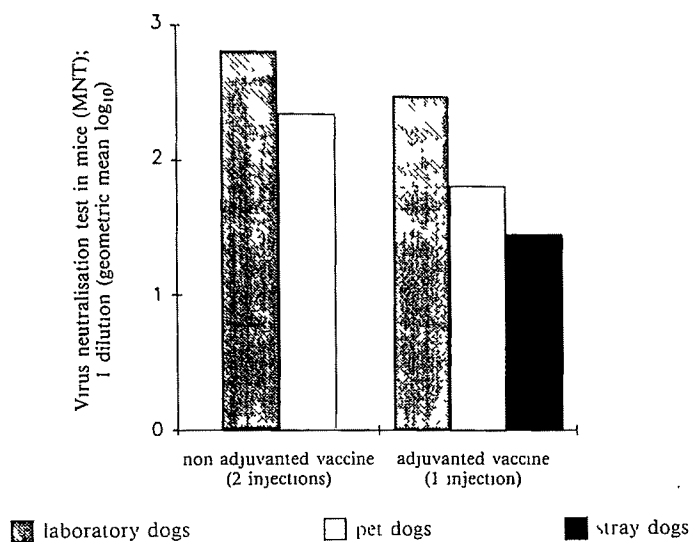 Virus neutralisation test in mice (MNT);
1 dilution (geometric mean log10)
3
2
1
0
non adjuvanted vaccine
(2 injections)
adjuvanted vaccine
(1 injection)
laboratory dogs
pet dogs
stray dogs